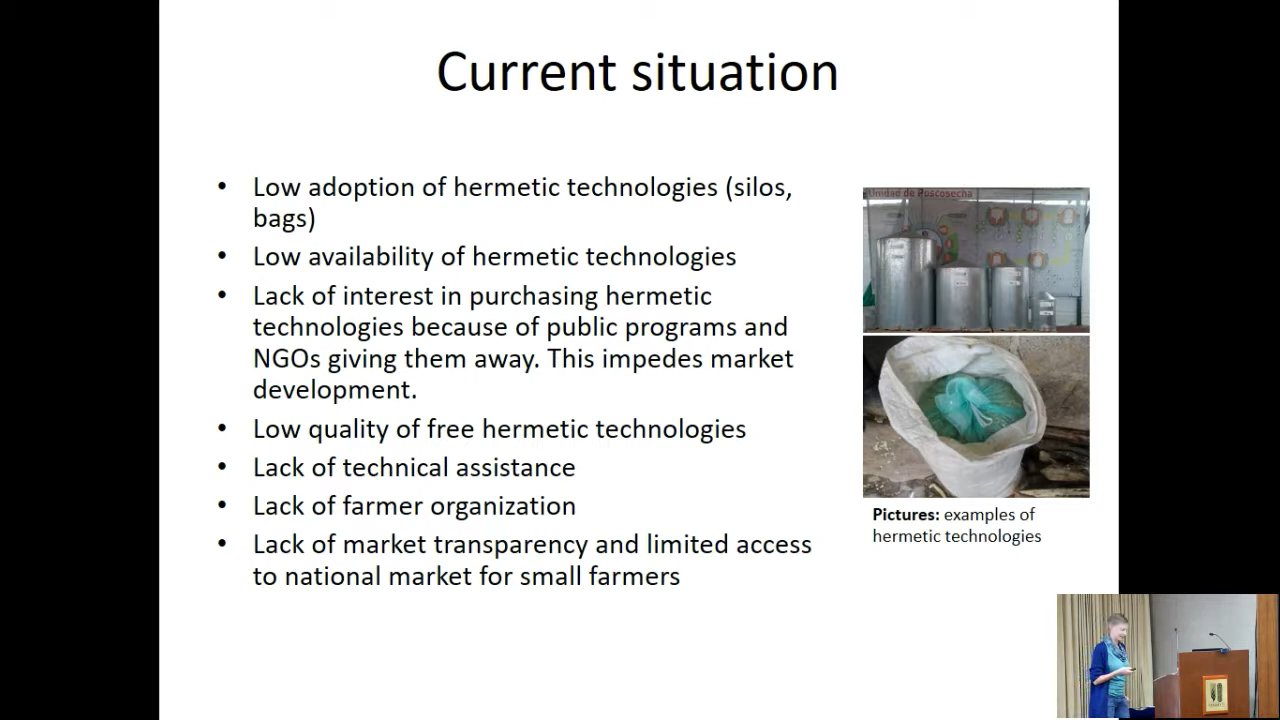 Current situation
• Low adoption of hermetic technologies (silos,
bags)
• Low availability of hermetic technologies
• Lack of interest in purchasing hermetic
technologies because of public programs and
NGOs giving them away. This impedes market
development.
• Low quality of free hermetic technologies
• Lack of technical assistance
• Lack of farmer organization
• Lack of market transparency and limited access
to national market for small farmers
Unidad de Poscosecha
Pictures: examples of
hermetic technologies